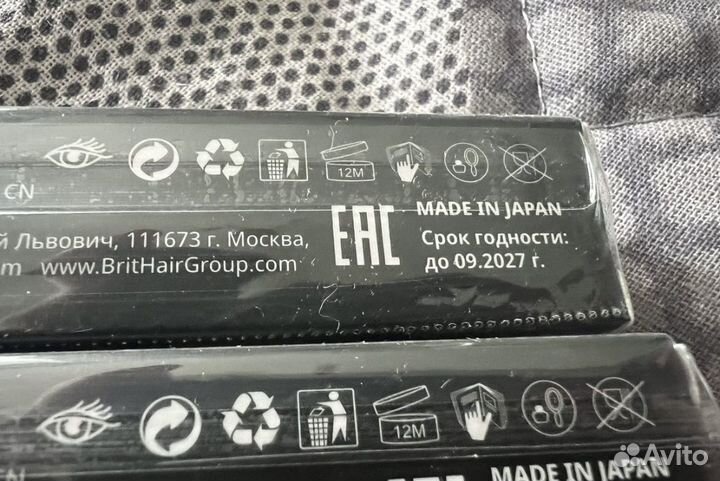 12M
CN
EAC
MADE IN JAPAN
й Львович, 111673 г. Москва,
Срок годности:
www.BritHairGroup.com
до 09.2027 г.
12M
MADE IN JAPAN
Avito